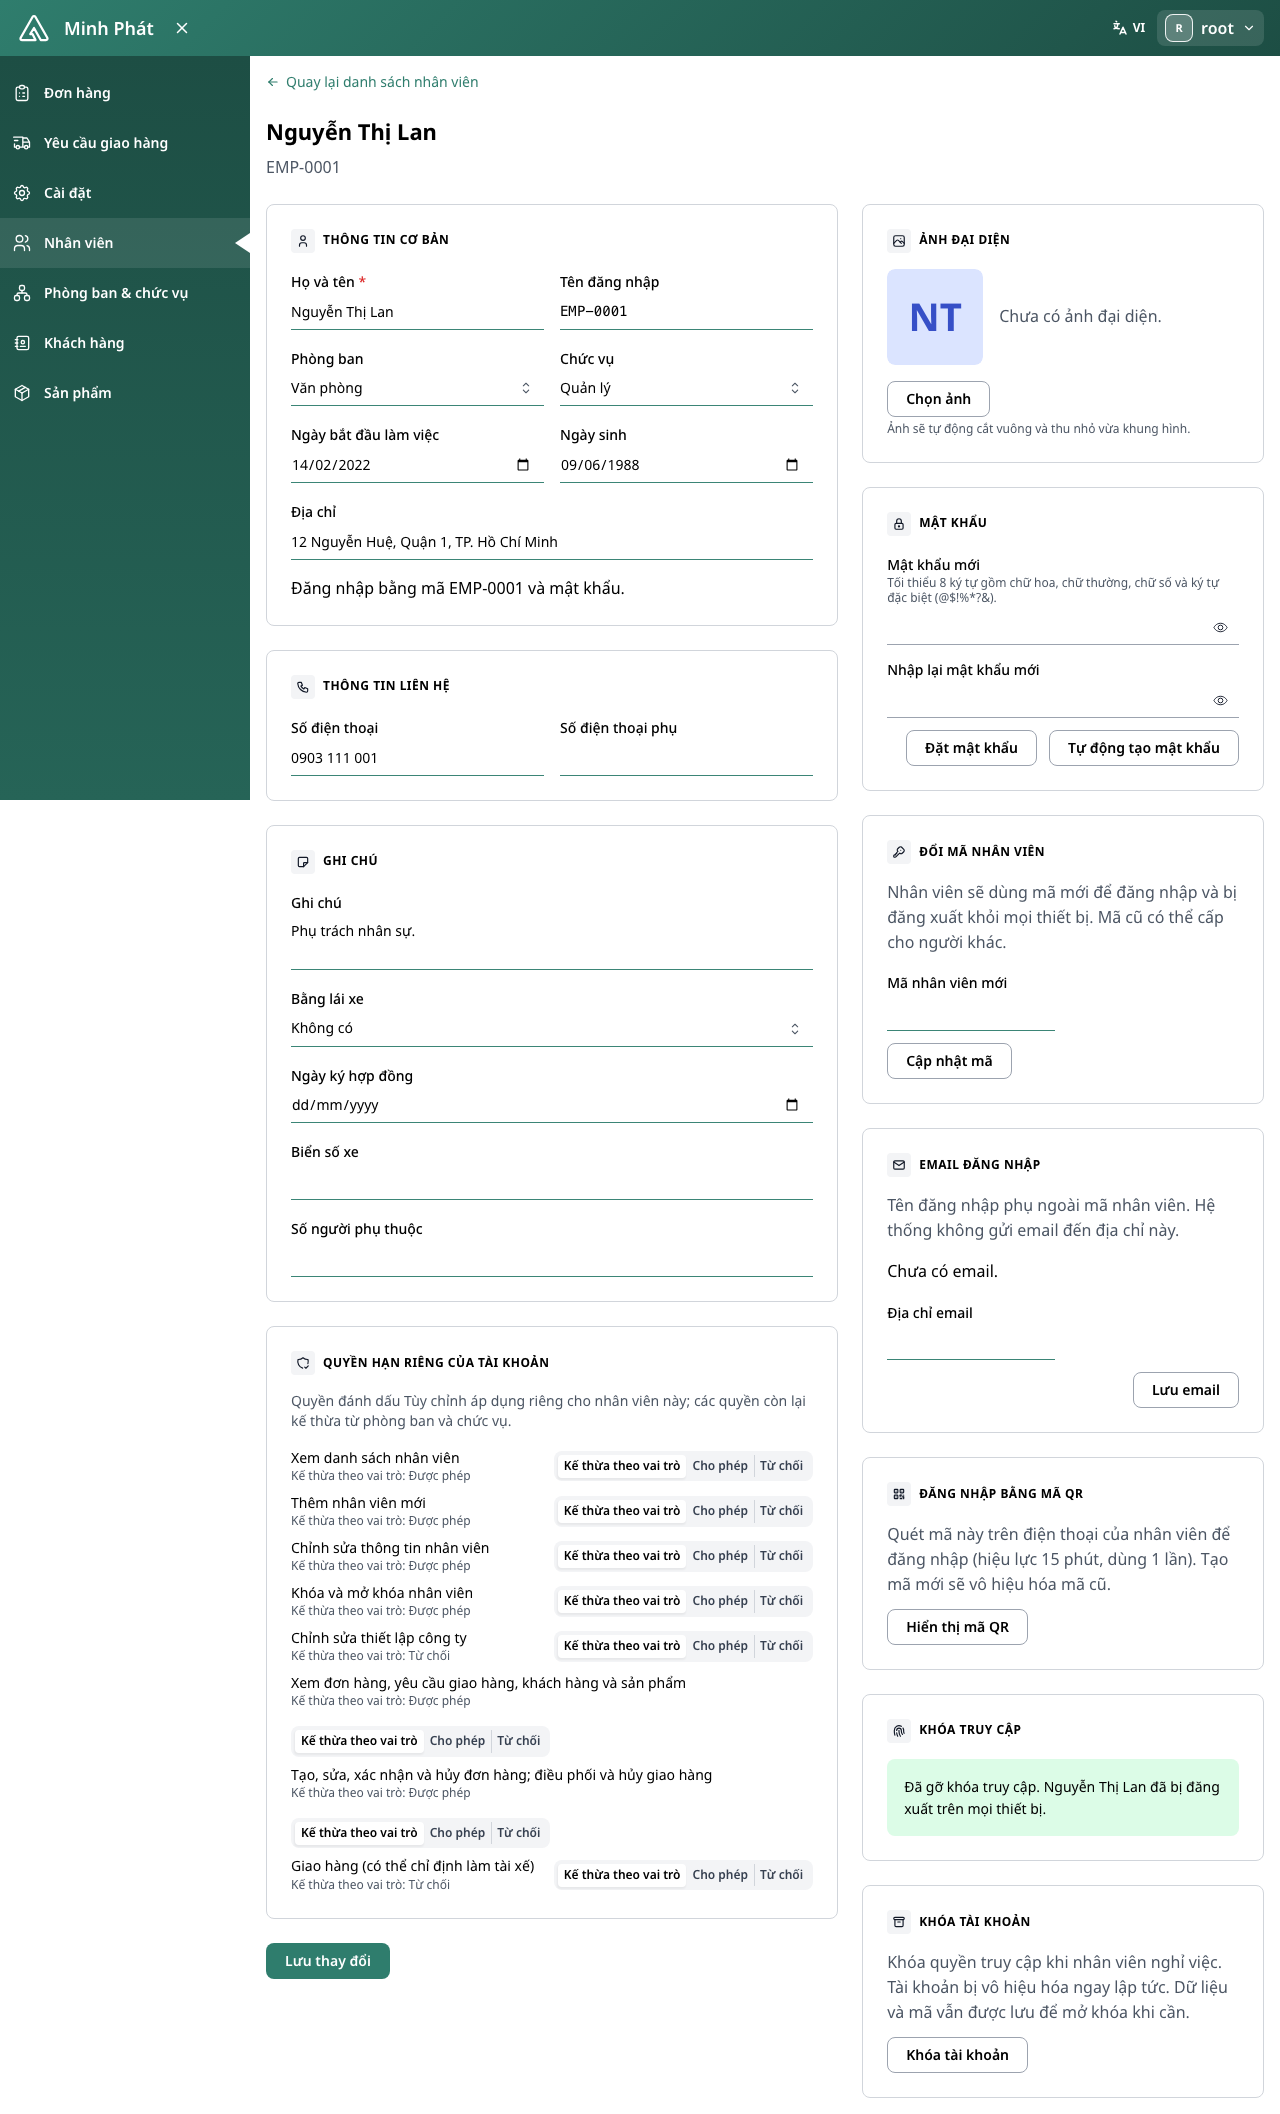 Minh Phát
VI
R
root
Đơn hàng
Yêu cầu giao hàng
Cài đặt
Nhân viên
Phòng ban & chức vụ
Khách hàng
Sản phẩm
Quay lại danh sách nhân viên
Nguyễn Thị Lan
EMP-0001
THÔNG TIN CƠ BẢN
Họ và tên *
Tên đăng nhập
Nguyễn Thị Lan
EMP-0001
Phòng ban
Chức vụ
Văn phòng
Quản lý
Ngày bắt đầu làm việc
Ngày sinh
14/02/2022
09/06/1988
Địa chỉ
12 Nguyễn Huệ, Quận 1, TP. Hồ Chí Minh
Đăng nhập bằng mã EMP-0001 và mật khẩu.
THÔNG TIN LIÊN HỆ
Số điện thoại
Số điện thoại phụ
0903 111 001
GHI CHÚ
Ghi chú
Phụ trách nhân sự.
Bằng lái xe
Không có
Ngày ký hợp đồng
dd/mm/yyyy
Biển số xe
Số người phụ thuộc
QUYỀN HẠN RIÊNG CỦA TÀI KHOẢN
Quyền đánh dấu Tùy chỉnh áp dụng riêng cho nhân viên này; các quyền còn lại
kế thừa từ phòng ban và chức vụ.
Xem danh sách nhân viên
Kế thừa theo vai trò: Được phép
Kế thừa theo vai trò Cho phép Từ chối
Thêm nhân viên mới
Kế thừa theo vai trò: Được phép
Kế thừa theo vai trò Cho phép Từ chối
Chỉnh sửa thông tin nhân viên
Kế thừa theo vai trò: Được phép
Kế thừa theo vai trò Cho phép Từ chối
Khóa và mở khóa nhân viên
Kế thừa theo vai trò: Được phép
Kế thừa theo vai trò Cho phép Từ chối
Chỉnh sửa thiết lập công ty
Kế thừa theo vai trò: Từ chối
Kế thừa theo vai trò Cho phép Từ chối
Xem đơn hàng, yêu cầu giao hàng, khách hàng và sản phẩm
Kế thừa theo vai trò: Được phép
Kế thừa theo vai trò Cho phép Từ chối
Tạo, sửa, xác nhận và hủy đơn hàng; điều phối và hủy giao hàng
Kế thừa theo vai trò: Được phép
Kế thừa theo vai trò Cho phép Từ chối
Giao hàng (có thể chỉ định làm tài xế)
Kế thừa theo vai trò: Từ chối
Kế thừa theo vai trò Cho phép Từ chối
Lưu thay đổi
ẢNH ĐẠI DIỆN
NT
Chưa có ảnh đại diện.
Chọn ảnh
Ảnh sẽ tự động cắt vuông và thu nhỏ vừa khung hình.
MẬT KHẨU
Mật khẩu mới
Tối thiểu 8 ký tự gồm chữ hoa, chữ thường, chữ số và ký tự
đặc biệt (@$!%*?&).
Nhập lại mật khẩu mới
Đặt mật khẩu
Tự động tạo mật khẩu
ĐỔI MÃ NHÂN VIÊN
Nhân viên sẽ dùng mã mới để đăng nhập và bị
đăng xuất khỏi mọi thiết bị. Mã cũ có thể cấp
cho người khác.
Mã nhân viên mới
Cập nhật mã
EMAIL ĐĂNG NHẬP
Tên đăng nhập phụ ngoài mã nhân viên. Hệ
thống không gửi email đến địa chỉ này.
Chưa có email.
Địa chỉ email
Lưu email
ĐĂNG NHẬP BẰNG MÃ QR
Quét mã này trên điện thoại của nhân viên để
đăng nhập (hiệu lực 15 phút, dùng 1 lần). Tạo
mã mới sẽ vô hiệu hóa mã cũ.
Hiển thị mã QR
KHÓA TRUY CẬP
Đã gỡ khóa truy cập. Nguyễn Thị Lan đã bị đăng
xuất trên mọi thiết bị.
KHÓA TÀI KHOẢN
Khóa quyền truy cập khi nhân viên nghỉ việc.
Tài khoản bị vô hiệu hóa ngay lập tức. Dữ liệu
và mã vẫn được lưu để mở khóa khi cần.
Khóa tài khoản